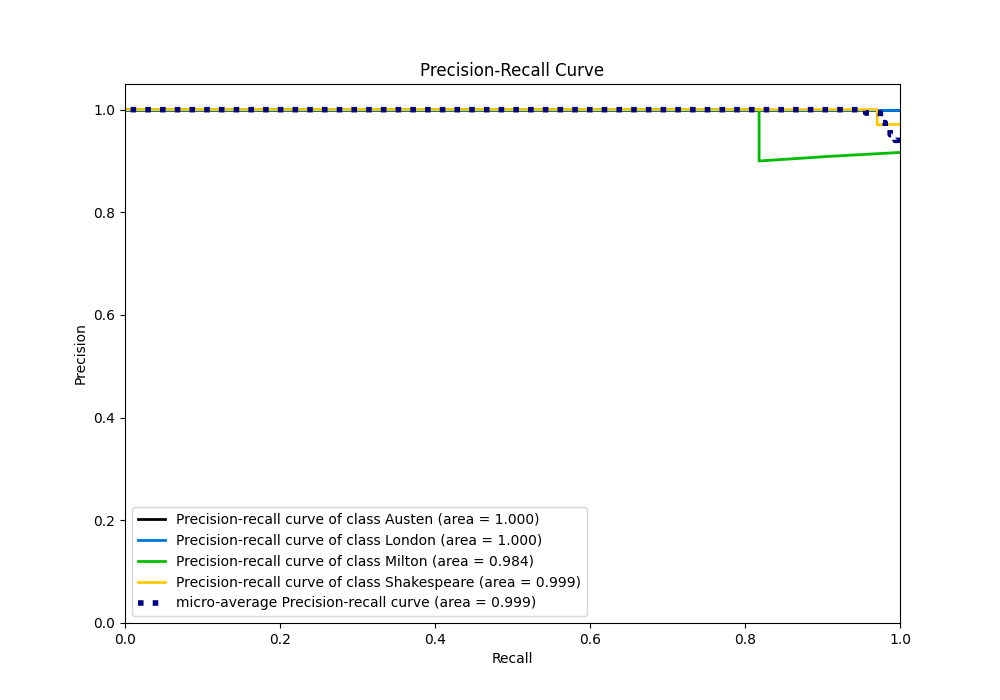 Precision-Recall Curve
1.0
0.8
0.6
0.4
0.2
0.0
Precision
Precision-recall curve of class Austen (area = 1.000)
Precision-recall curve of class London (area = 1.000)
Precision-recall curve of class Milton (area = 0.984)
Precision-recall curve of class Shakespeare (area = 0.999)
micro-average Precision-recall curve (area = 0.999)
0.0 0.2 0.4 0.6 0.8 1.0
Recall